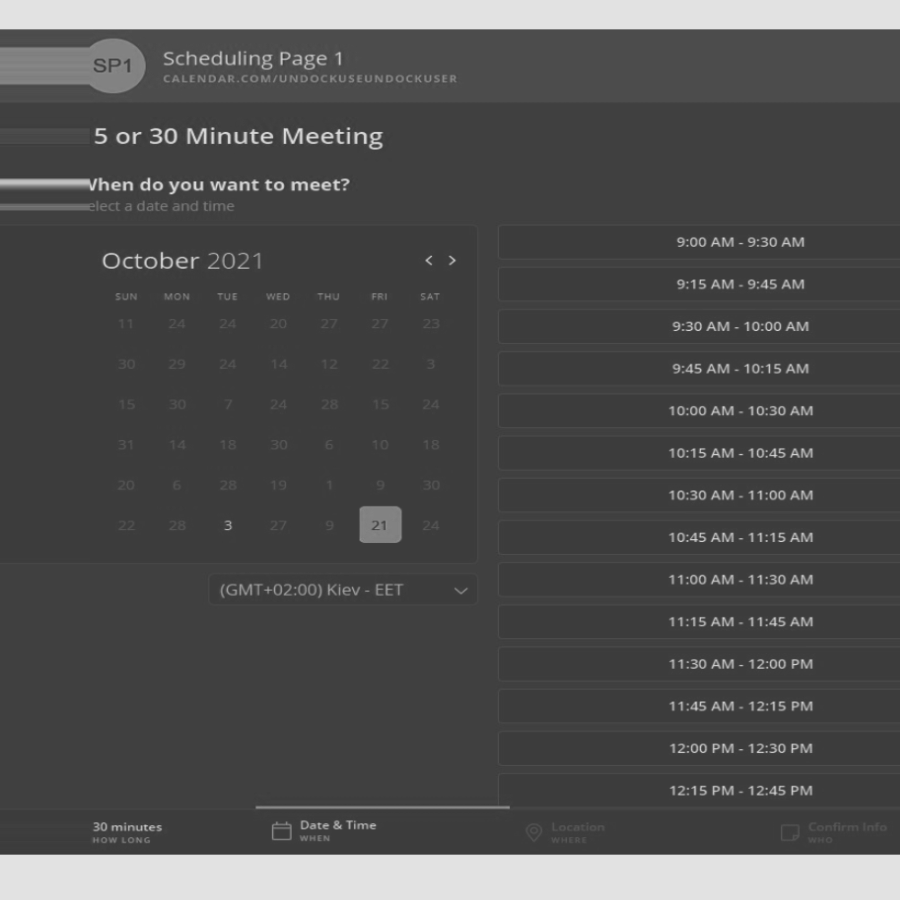 SP1
Scheduling Page 1
CALENDAR.COM/UNDOCKUSEUNDOCKUSER
5 or 30 Minute Meeting
When do you want to meet?
elect a date and time
October 2021 < >
SUN MON TUE WED THU FRI SAT
11 24 24 20 27 27 23
30 29 24 14 12 22 3
15 30 7 24 28 15 24
31 14 18 30 6 10 18
20 6 28 19 1 9 30
22 28 3 27 9 21 24
(GMT+02:00) Kiev - EET
9:00 AM - 9:30 AM
9:15 AM - 9:45 AM
9:30 AM - 10:00 AM
9:45 AM - 10:15 AM
10:00 AM - 10:30 AM
10:15 AM - 10:45 AM
10:30 AM - 11:00 AM
10:45 AM - 11:15 AM
11:00 AM - 11:30 AM
11:15 AM - 11:45 AM
11:30 AM - 12:00 PM
11:45 AM - 12:15 PM
12:00 PM - 12:30 PM
12:15 PM - 12:45 PM
30 minutes
HOW LONG
Date & Time
WHEN
Location
WHERE
Confirm Info
WHO